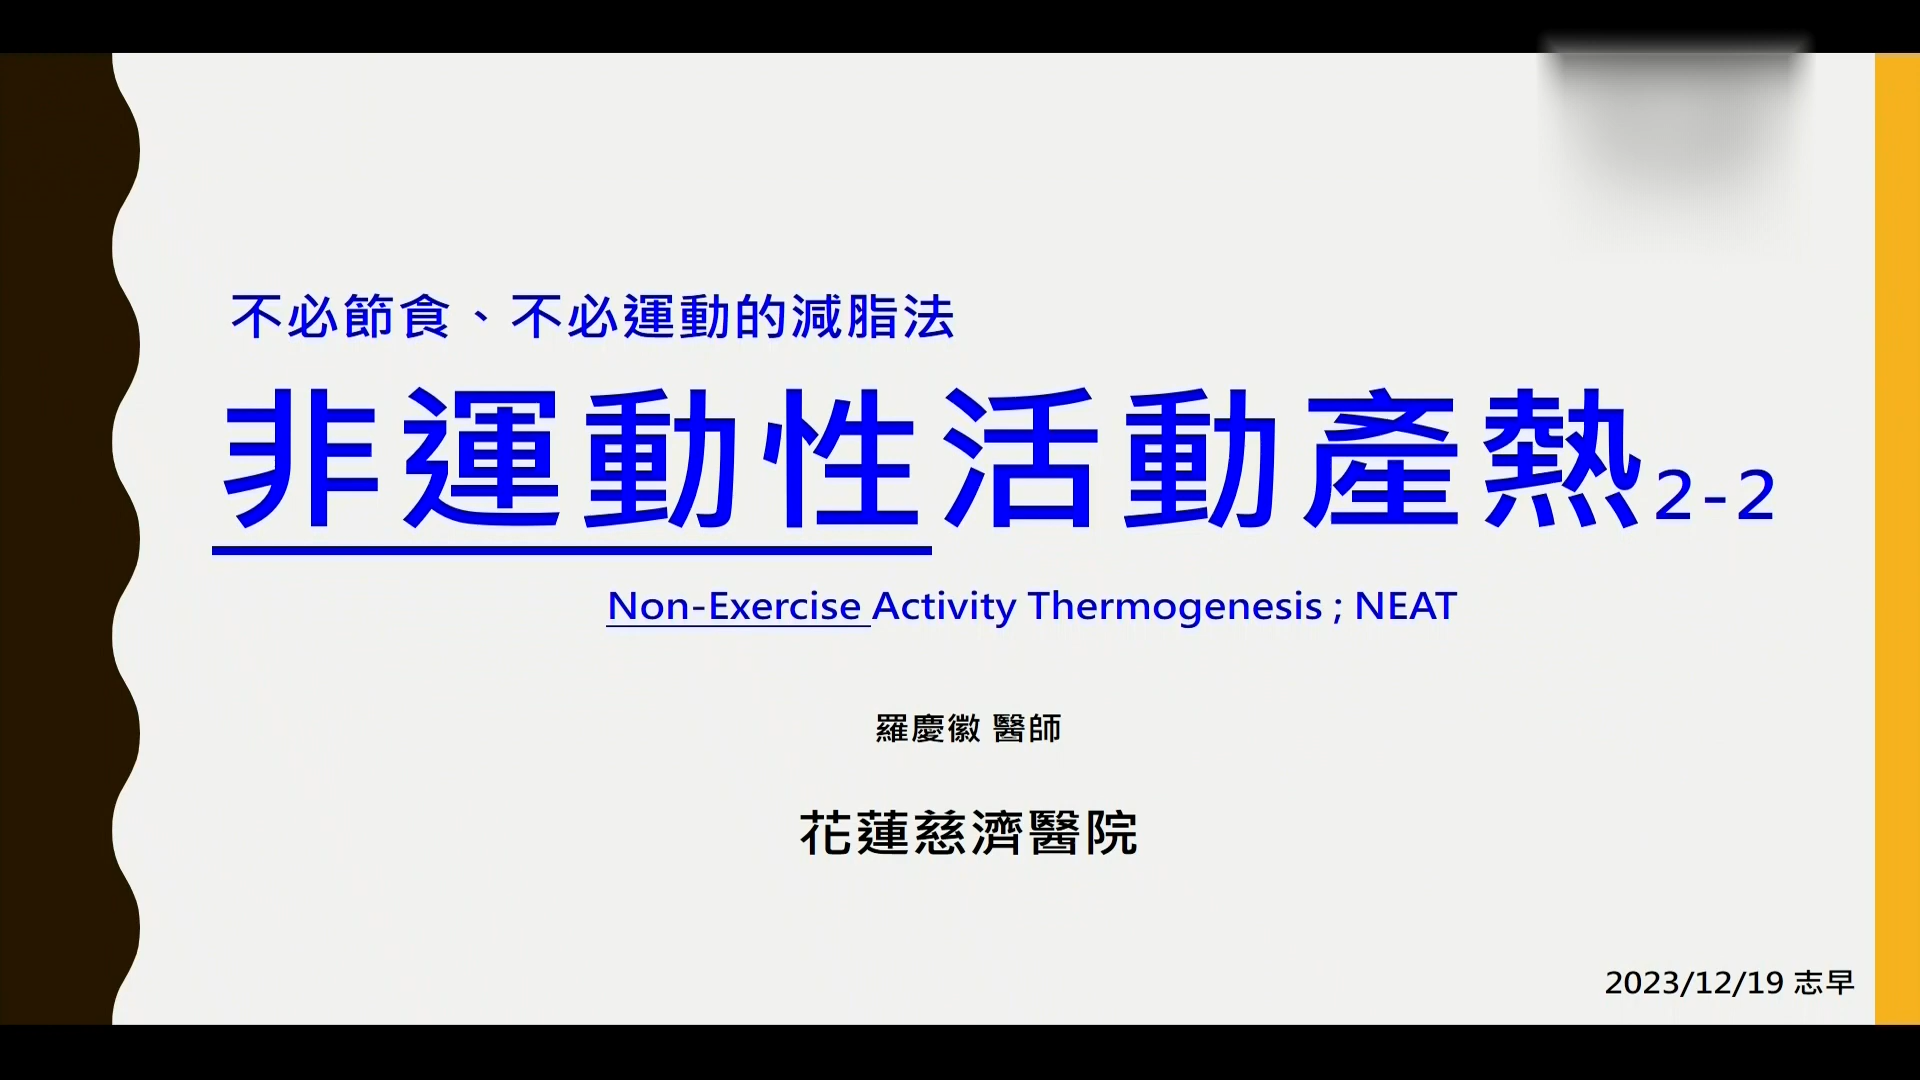 不必節食、不必運動的減脂法
非運動性活動產熱2-2
Non-Exercise Activity Thermogenesis ; NEAT
羅慶徽 醫師
花蓮慈濟醫院
2023/12/19 志早